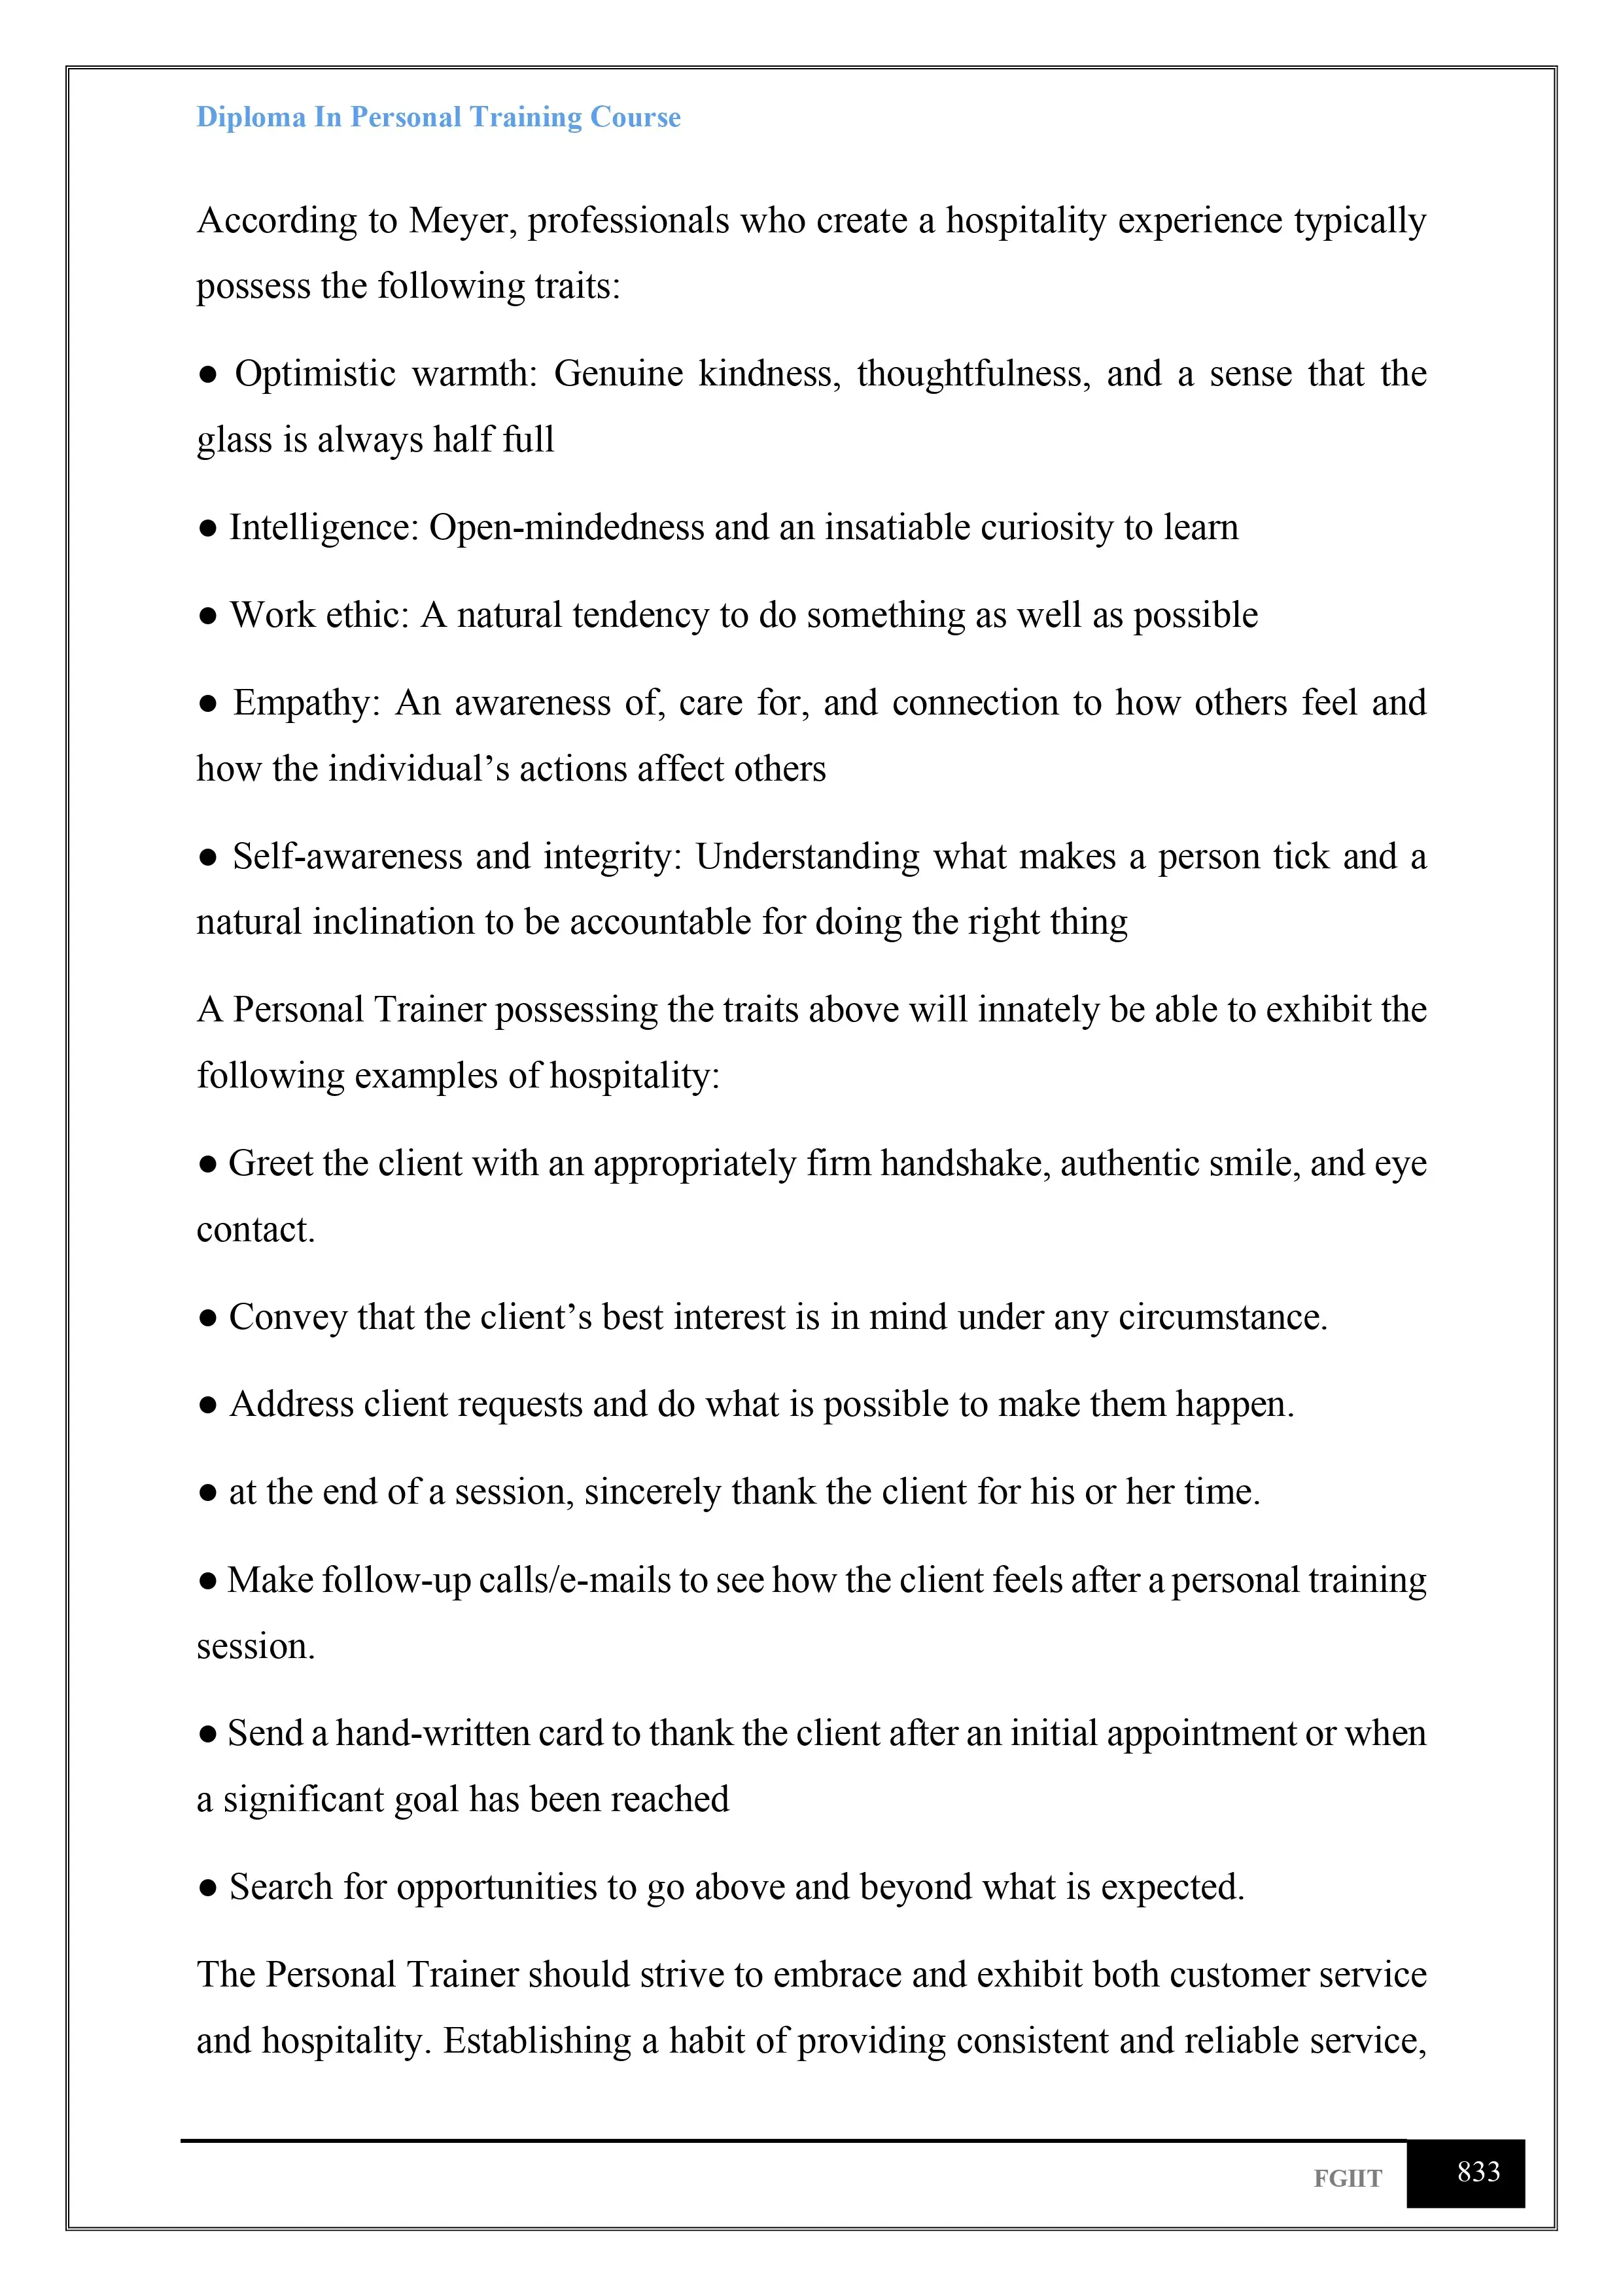 Diploma In Personal Training Course
According to Meyer, professionals who create a hospitality experience typically
possess the following traits:
● Optimistic warmth: Genuine kindness, thoughtfulness, and a sense that the
glass is always half full
● Intelligence: Open-mindedness and an insatiable curiosity to learn
● Work ethic: A natural tendency to do something as well as possible
● Empathy: An awareness of, care for, and connection to how others feel and
how the individual’s actions affect others
● Self-awareness and integrity: Understanding what makes a person tick and a
natural inclination to be accountable for doing the right thing
A Personal Trainer possessing the traits above will innately be able to exhibit the
following examples of hospitality:
● Greet the client with an appropriately firm handshake, authentic smile, and eye
contact.
● Convey that the client’s best interest is in mind under any circumstance.
● Address client requests and do what is possible to make them happen.
● at the end of a session, sincerely thank the client for his or her time.
● Make follow-up calls/e-mails to see how the client feels after a personal training
session.
● Send a hand-written card to thank the client after an initial appointment or when
a significant goal has been reached
● Search for opportunities to go above and beyond what is expected.
The Personal Trainer should strive to embrace and exhibit both customer service
and hospitality. Establishing a habit of providing consistent and reliable service,
FGIIT 833